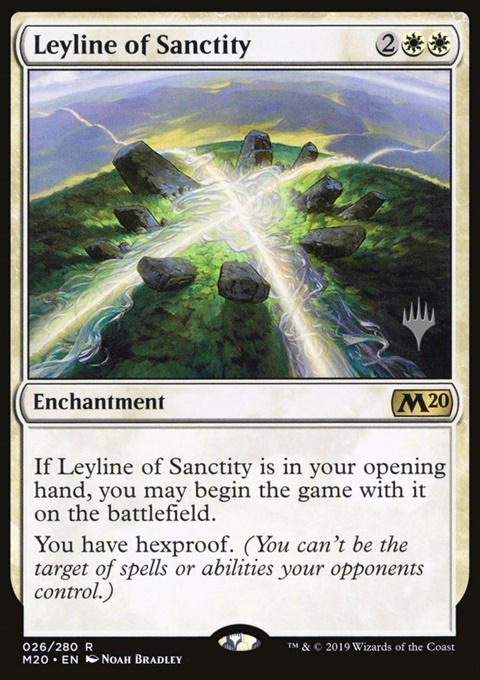 Leyline of Sanctity 2
Enchantment M20
If Leyline of Sanctity is in your opening
hand, you may begin the game with it
on the battlefield.
You have hexproof. (You can't be the
target of spells or abilities your opponents
control.)
026/280 R ™ & © 2019 Wizards of the Coast
M20 • EN Noah Bradley